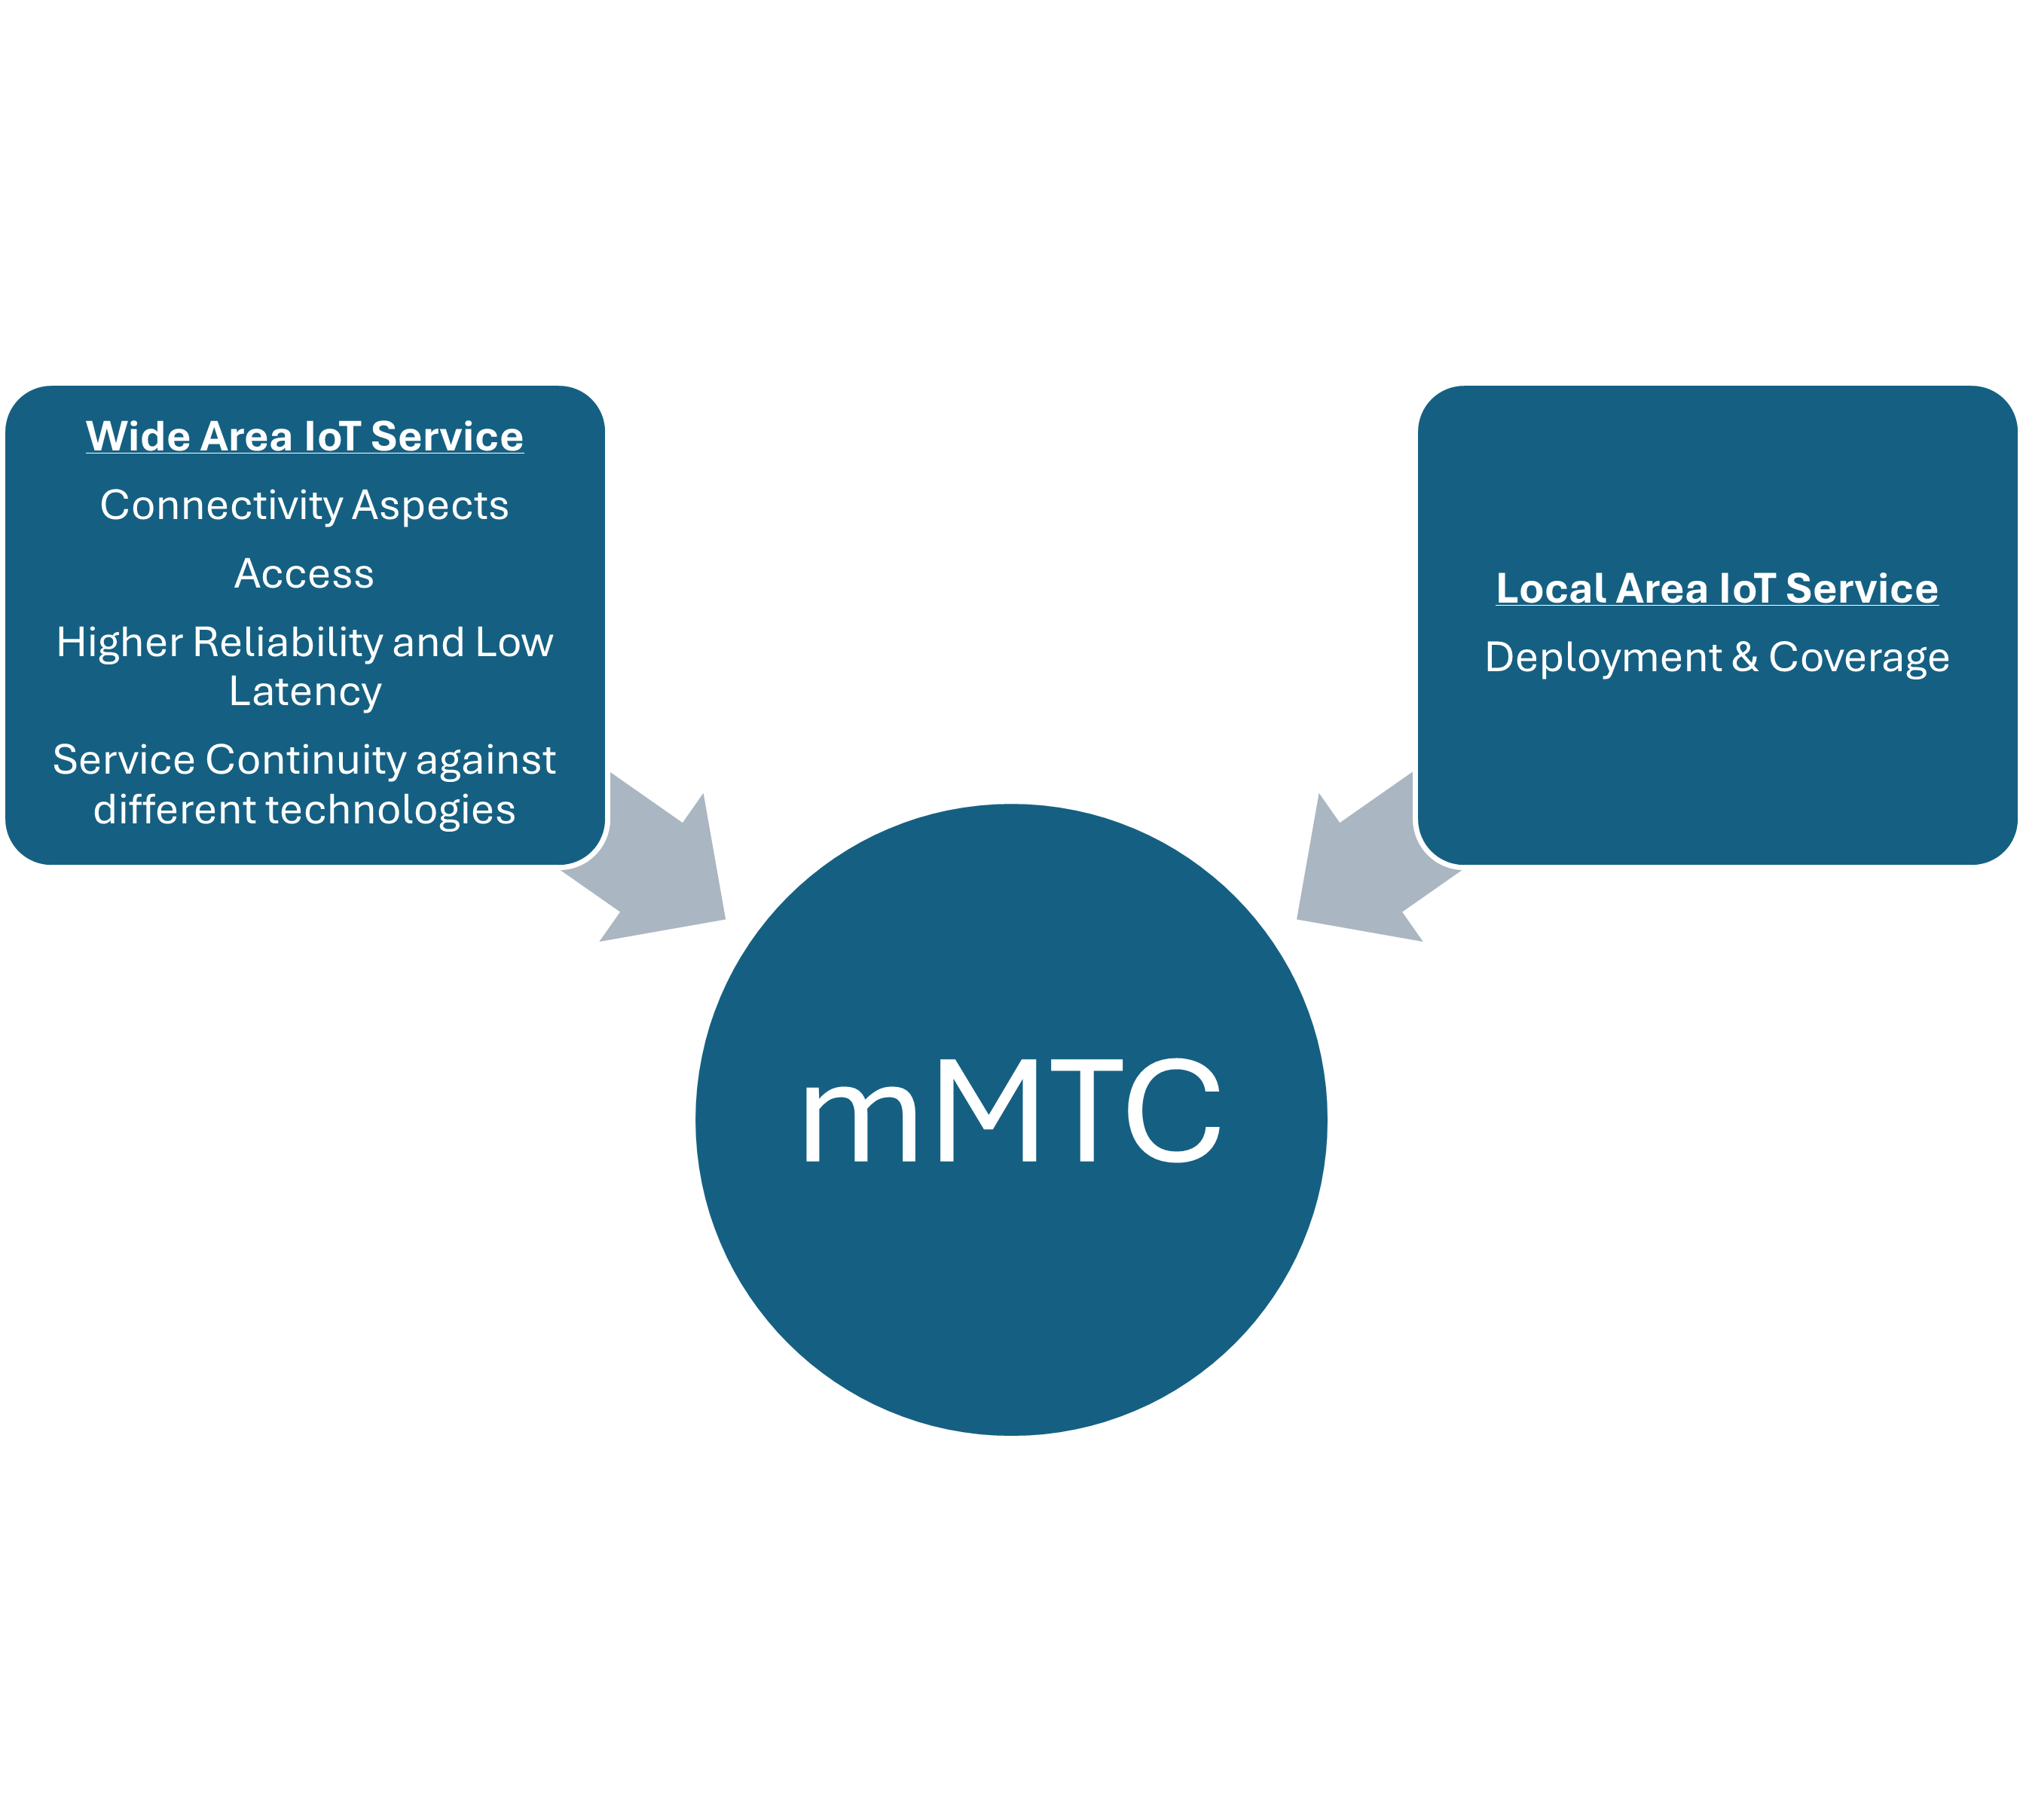 Wide Area IoT Service
Connectivity Aspects
Access
Higher Reliability and Low
Latency
Service Continuity against
different technologies
Local Area IoT Service
Deployment & Coverage
mMTC